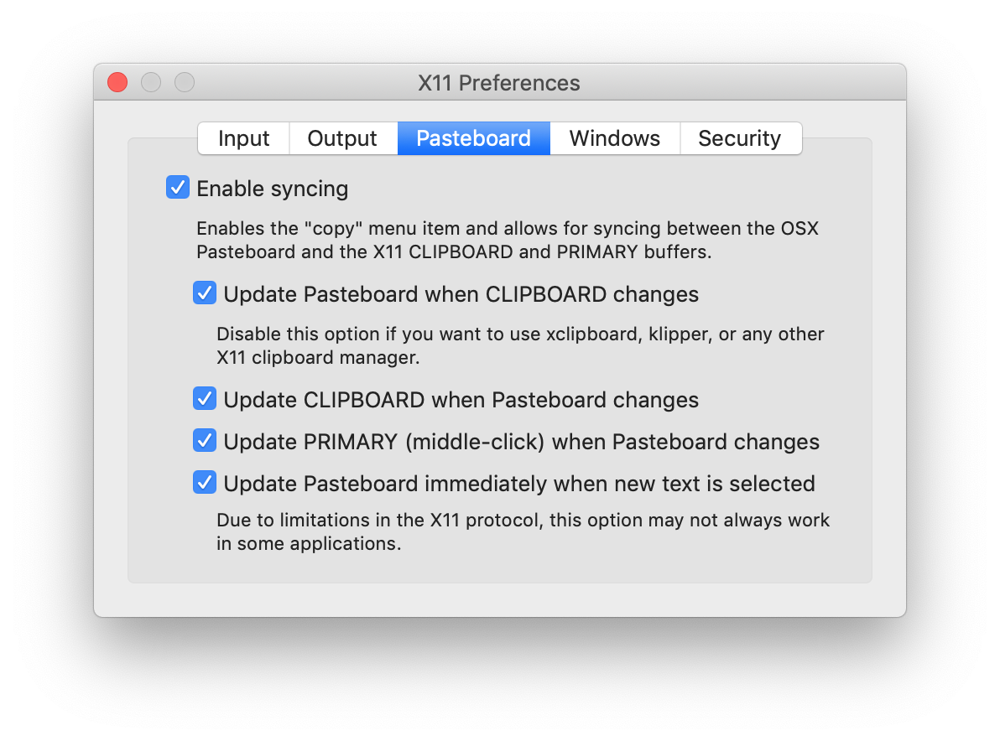 X11 Preferences
Input Output Pasteboard Windows Security
Enable syncing
Enables the "copy" menu item and allows for syncing between the OSX
Pasteboard and the X11 CLIPBOARD and PRIMARY buffers.
Update Pasteboard when CLIPBOARD changes
Disable this option if you want to use xclipboard, klipper, or any other
X11 clipboard manager.
Update CLIPBOARD when Pasteboard changes
Update PRIMARY (middle-click) when Pasteboard changes
Update Pasteboard immediately when new text is selected
Due to limitations in the X11 protocol, this option may not always work
in some applications.